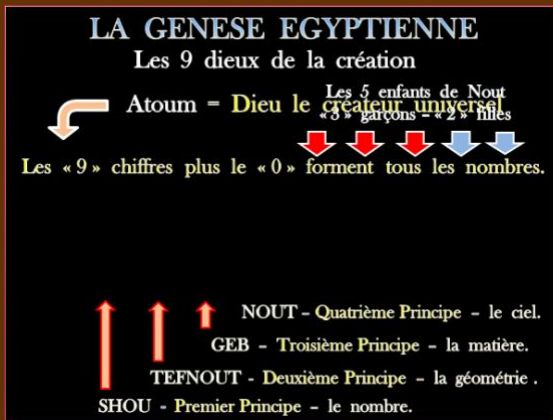 LA GENESE EGYPTIENNE
Les 9 dieux de la création
Les 5 enfants de Nout
« 3 » garçons – « 2 » filles
Atoum = Dieu le créateur universel
Les « 9 » chiffres plus le « 0 » forment tous les nombres.
NOUT – Quatrième Principe – le ciel.
GEB – Troisième Principe – la matière.
TEFNOUT - Deuxième Principe – la géométrie .
SHOU - Premier Principe – le nombre.